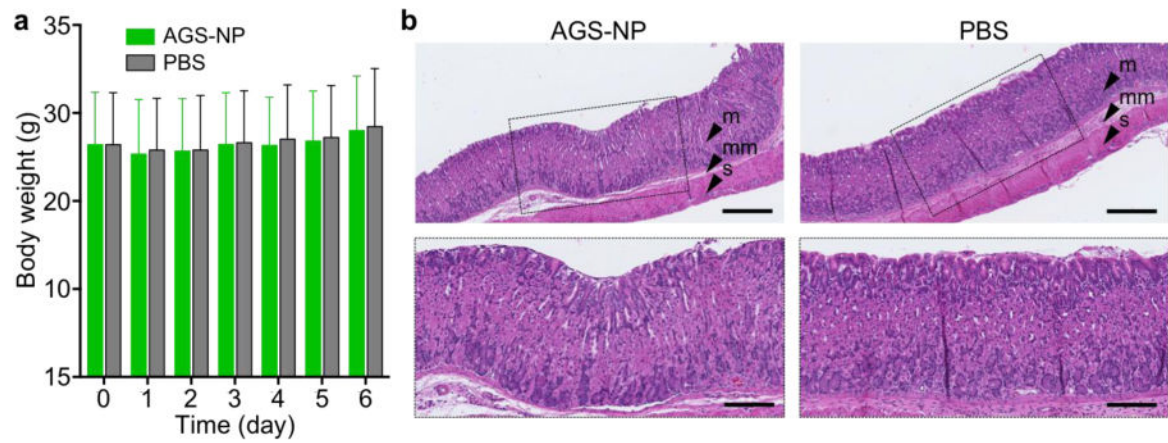 a
35
30
20
10
15
Body weight (g)
AGS-NP
PBS
0 1 2 3 4 5 6
Time (day)
b
AGS-NP
PBS
m
mm
s
m
mm
s